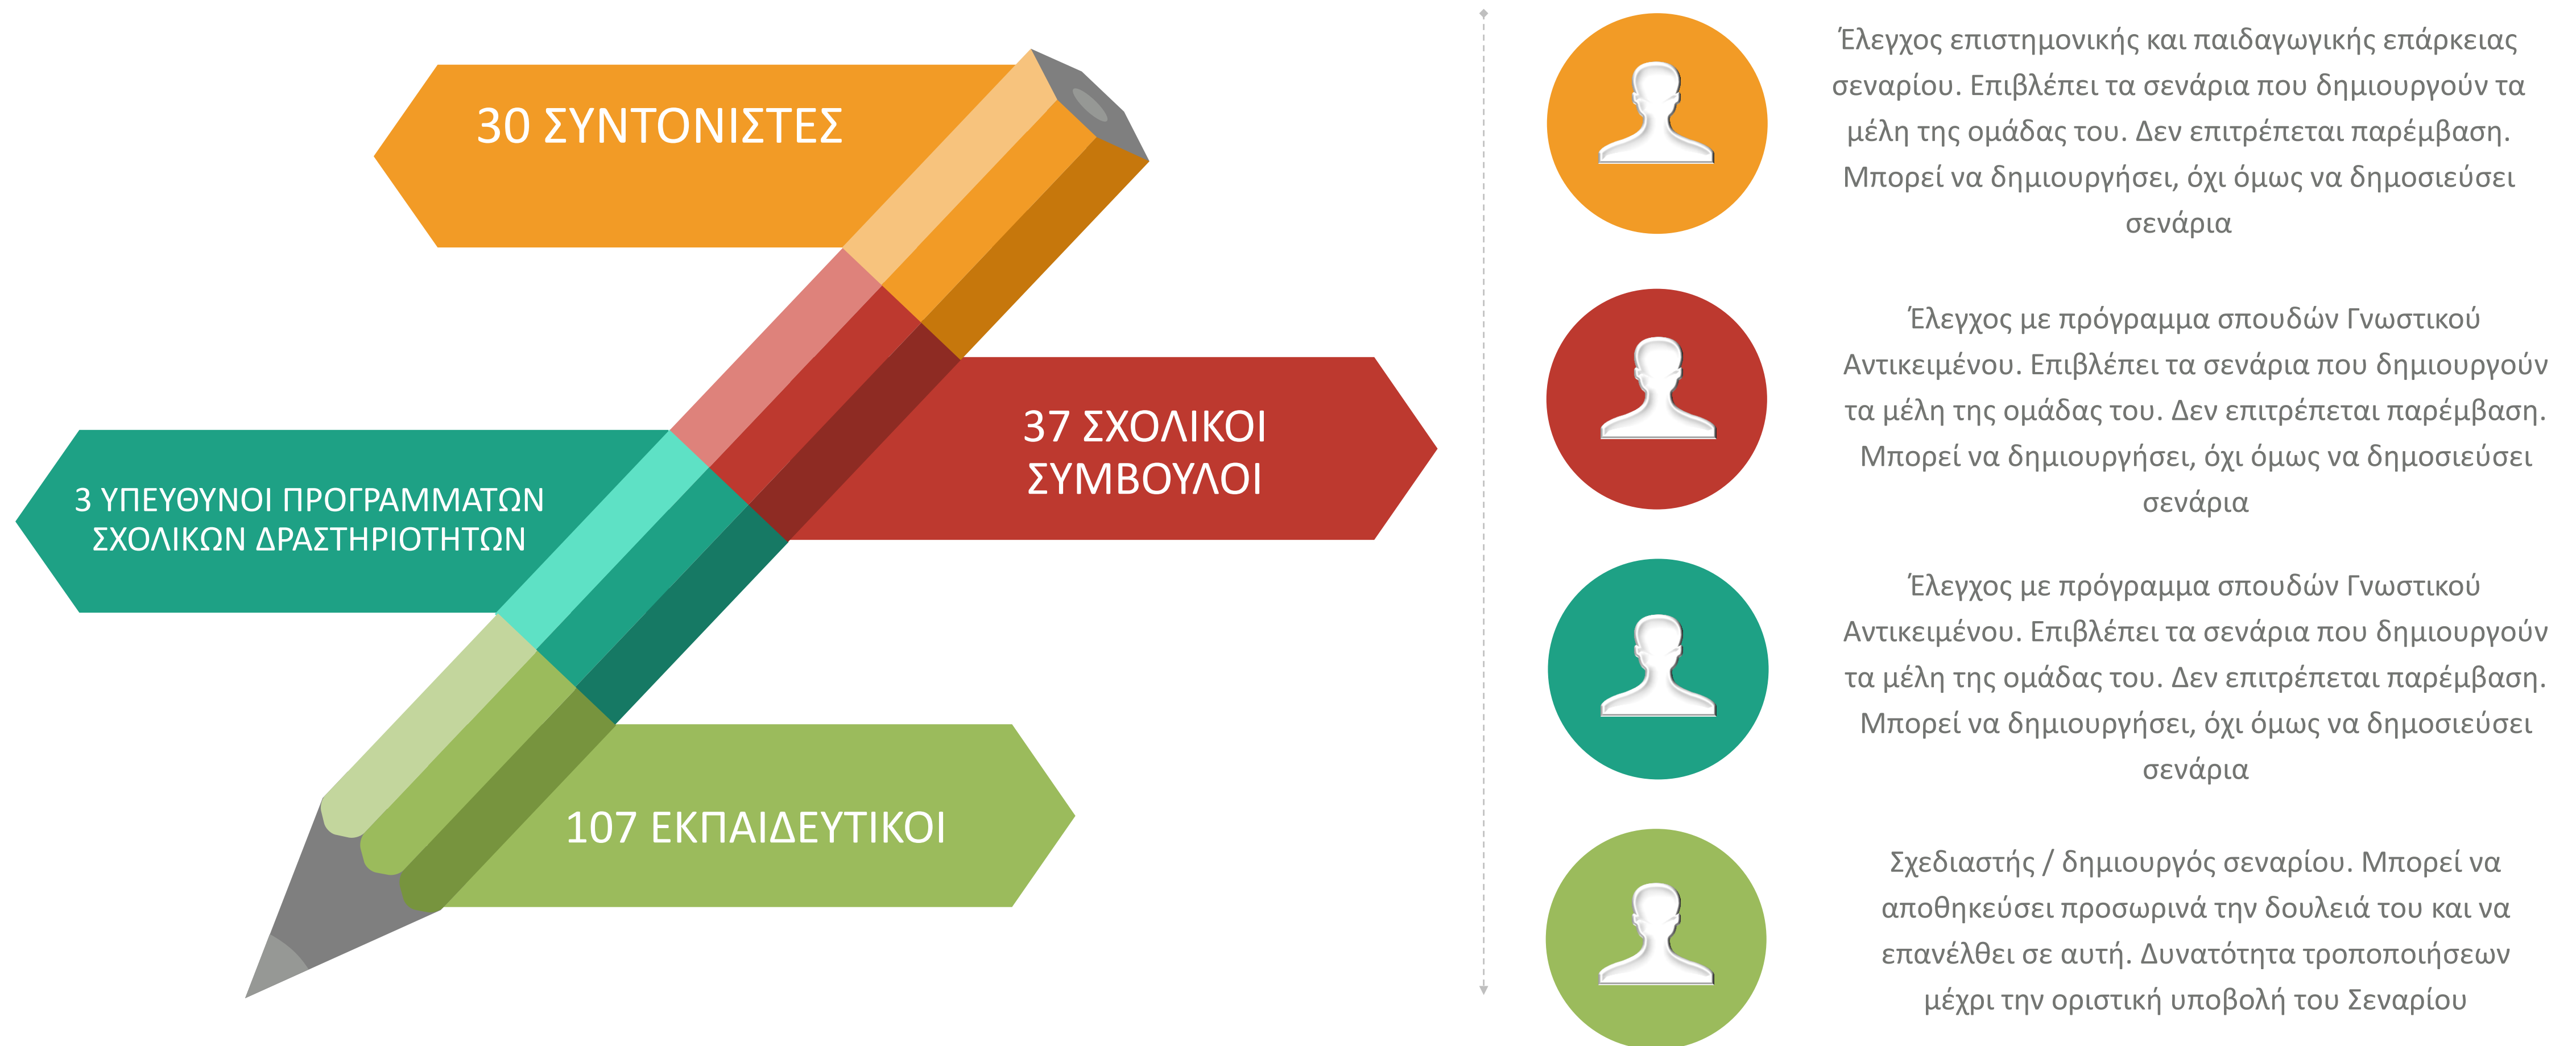 30 ΣΥΝΤΟΝΙΣΤΕΣ
37 ΣΧΟΛΙΚΟΙ
ΣΥΜΒΟΥΛΟΙ
3 ΥΠΕΥΘΥΝΟΙ ΠΡΟΓΡΑΜΜΑΤΩΝ
ΣΧΟΛΙΚΩΝ ΔΡΑΣΤΗΡΙΟΤΗΤΩΝ
107 ΕΚΠΑΙΔΕΥΤΙΚΟΙ
Έλεγχος επιστημονικής και παιδαγωγικής επάρκειας
σεναρίου. Επιβλέπει τα σενάρια που δημιουργούν τα
μέλη της ομάδας του. Δεν επιτρέπεται παρέμβαση.
Μπορεί να δημιουργήσει, όχι όμως να δημοσιεύσει
σενάρια
Έλεγχος με πρόγραμμα σπουδών Γνωστικού
Αντικειμένου. Επιβλέπει τα σενάρια που δημιουργούν
τα μέλη της ομάδας του. Δεν επιτρέπεται παρέμβαση.
Μπορεί να δημιουργήσει, όχι όμως να δημοσιεύσει
σενάρια
Έλεγχος με πρόγραμμα σπουδών Γνωστικού
Αντικειμένου. Επιβλέπει τα σενάρια που δημιουργούν
τα μέλη της ομάδας του. Δεν επιτρέπεται παρέμβαση.
Μπορεί να δημιουργήσει, όχι όμως να δημοσιεύσει
σενάρια
Σχεδιαστής / δημιουργός σεναρίου. Μπορεί να
αποθηκεύσει προσωρινά την δουλειά του και να
επανέλθει σε αυτή. Δυνατότητα τροποποιήσεων
μέχρι την οριστική υποβολή του Σεναρίου